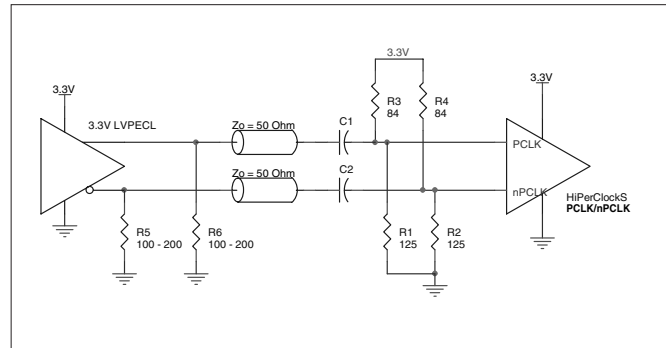 3.3V
3.3V
3.3V
R3
84
R4
84
3.3V LVPECL
Zo = 50 Ohm
C1
PCLK
Zo = 50 Ohm
C2
nPCLK
HiPerClockS
PCLK/nPCLK
R5
100 - 200
R6
100 - 200
R1
125
R2
125